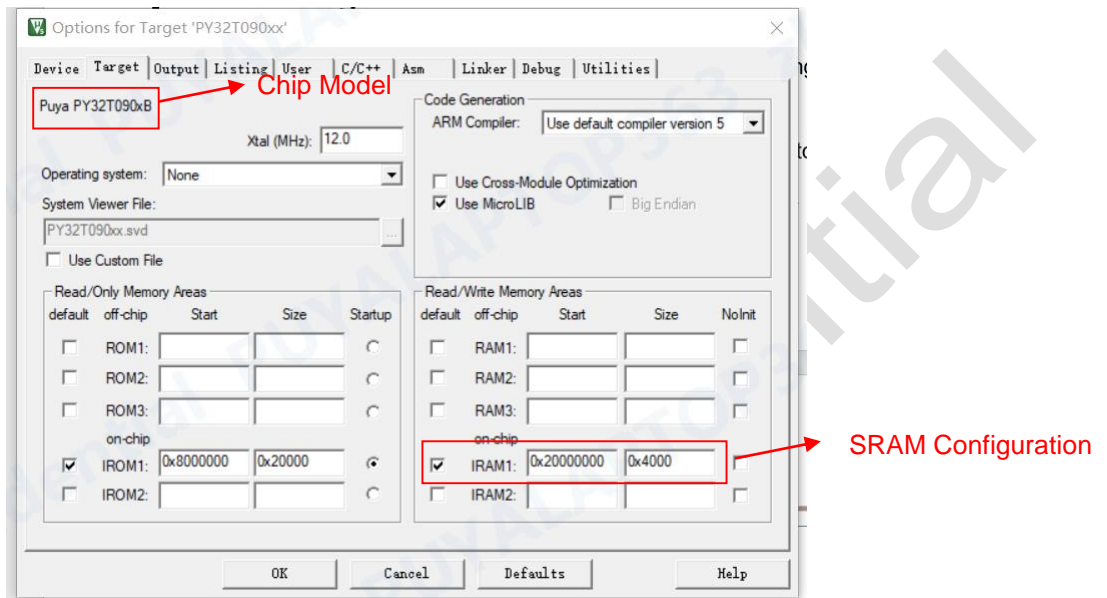 Options for Target 'PY32T090xx'
Device Target Output Listing User C/C++ Asm Linker Debug Utilities
Chip Model
Puya PY32T090xB
Xtal (MHz): 12.0
Operating system: None
System Viewer File:
PY32T090xx.svd
...
Use Custom File
Code Generation
ARM Compiler: Use default compiler version 5
Use Cross-Module Optimization
Use MicroLIB Big Endian
Read/Only Memory Areas
default off-chip Start Size Startup
ROM1:
ROM2:
ROM3:
on-chip
IROM1: 0x8000000 0x20000
IROM2:
Read/Write Memory Areas
default off-chip Start Size NoInit
RAM1:
RAM2:
RAM3:
on-chip
IRAM1: 0x20000000 0x4000
IRAM2:
SRAM Configuration
OK Cancel Defaults Help